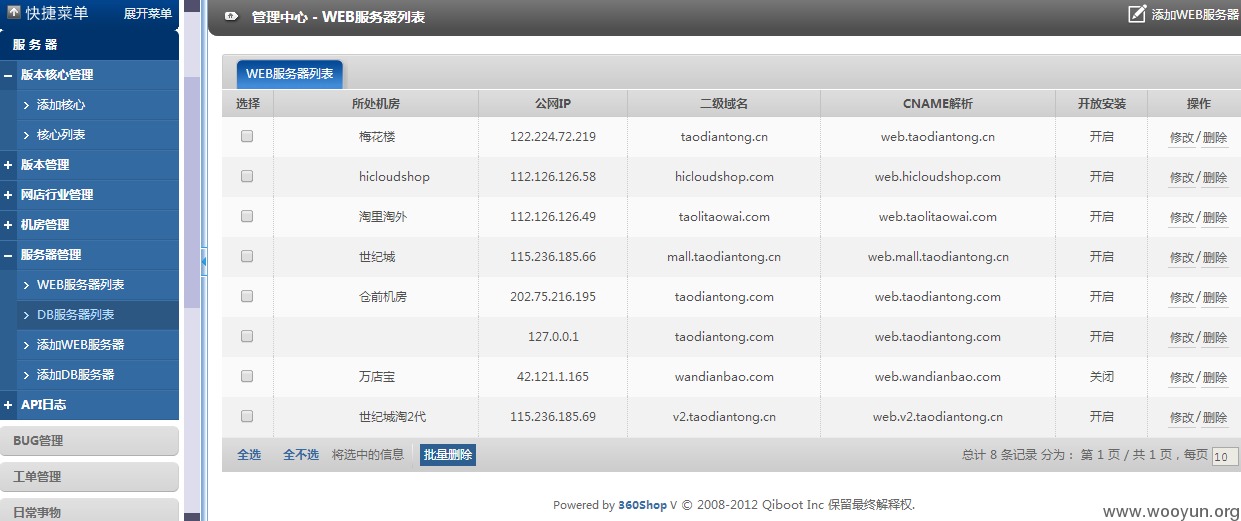 快捷菜单 展开菜单
服 务 器
版本核心管理
添加核心
核心列表
版本管理
网店行业管理
机房管理
服务器管理
WEB服务器列表
DB服务器列表
添加WEB服务器
添加DB服务器
API日志
BUG管理
工单管理
日常事物
管理中心 - WEB服务器列表 添加WEB服务器
WEB服务器列表
选择 所处机房 公网IP 二级域名 CNAME解析 开放安装 操作
梅花楼 122.224.72.219 taodiantong.cn web.taodiantong.cn 开启 修改/删除
hicloudshop 112.126.126.58 hicloudshop.com web.hicloudshop.com 开启 修改/删除
淘里淘外 112.126.126.49 taolitaowai.com web.taolitaowai.com 开启 修改/删除
世纪城 115.236.185.66 mall.taodiantong.cn web.mall.taodiantong.cn 开启 修改/删除
仓前机房 202.75.216.195 taodiantong.com web.taodiantong.com 开启 修改/删除
127.0.0.1 taodiantong.com web.taodiantong.com 开启 修改/删除
万店宝 42.121.1.165 wandianbao.com web.wandianbao.com 关闭 修改/删除
世纪城淘2代 115.236.185.69 v2.taodiantong.cn web.v2.taodiantong.cn 开启 修改/删除
全选 全不选 将选中的信息 批量删除 总计 8 条记录 分为： 第 1 页 / 共 1 页，每页 10
Powered by 360Shop V © 2008-2012 Qiboot Inc 保留最终解释权.
www.wooyun.org